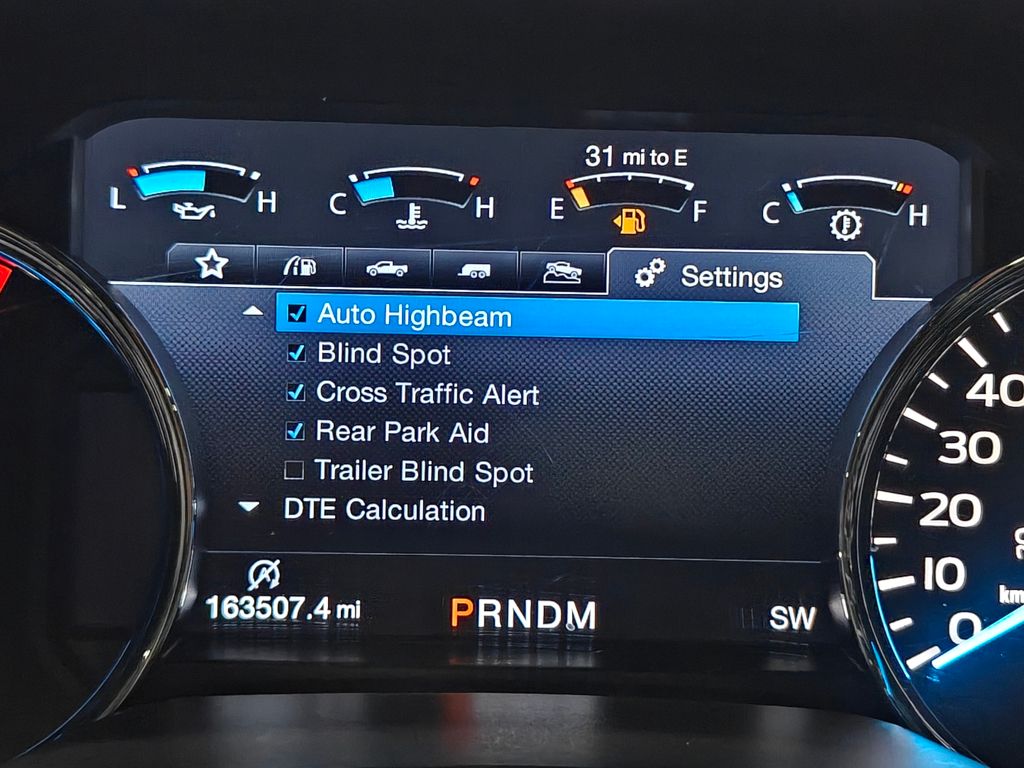 31 mi to E
L H C H E F C H
Settings
Auto Highbeam
Blind Spot
Cross Traffic Alert
Rear Park Aid
Trailer Blind Spot
DTE Calculation
163507.4 mi PRNDM SW
40
30
20
10
0